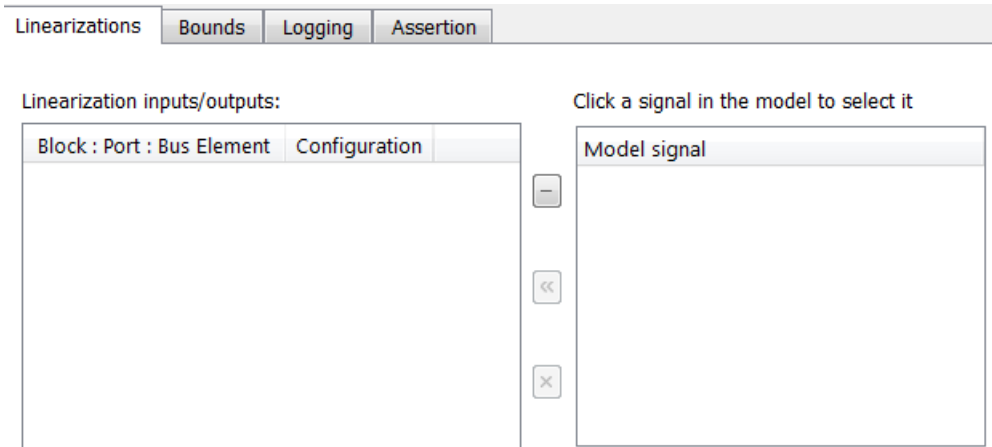 Linearizations Bounds Logging Assertion
Linearization inputs/outputs: Click a signal in the model to select it
Block : Port : Bus Element Configuration Model signal